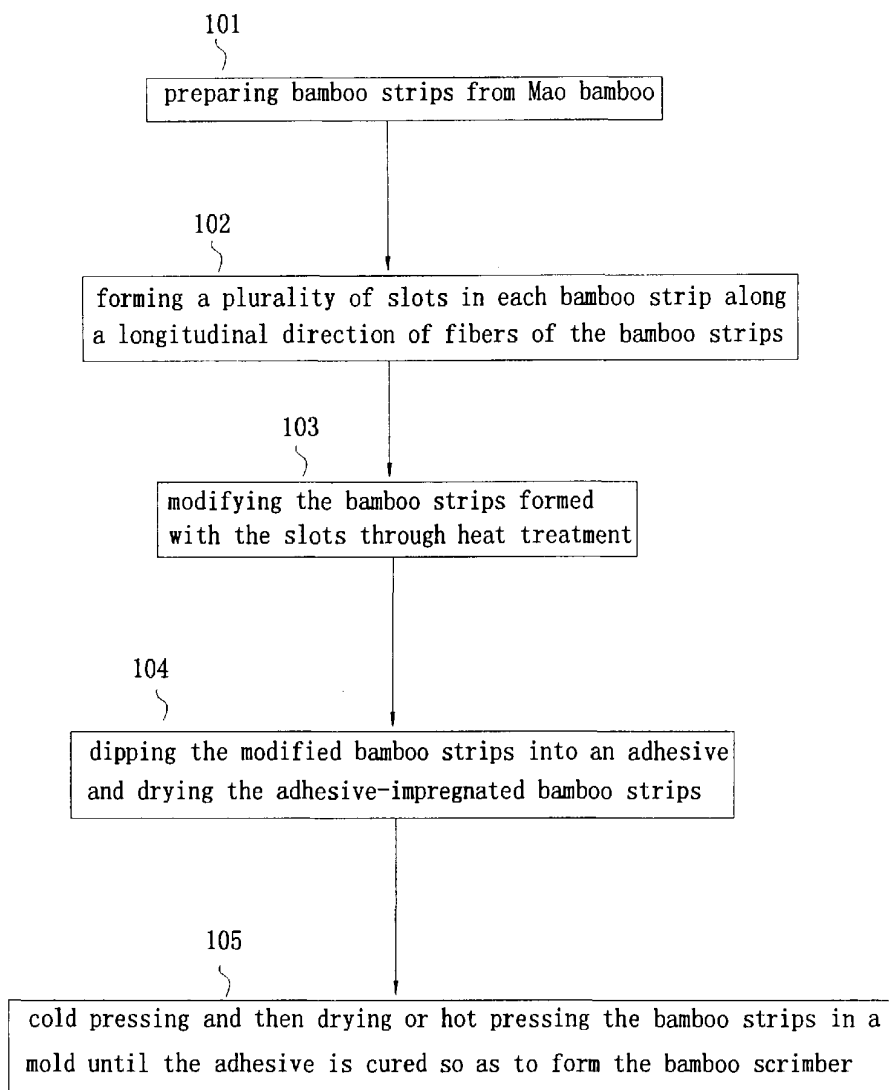 101
preparing bamboo strips from Mao bamboo
102
forming a plurality of slots in each bamboo strip along
a longitudinal direction of fibers of the bamboo strips
103
modifying the bamboo strips formed
with the slots through heat treatment
104
dipping the modified bamboo strips into an adhesive
and drying the adhesive-impregnated bamboo strips
105
cold pressing and then drying or hot pressing the bamboo strips in a
mold until the adhesive is cured so as to form the bamboo scrimber